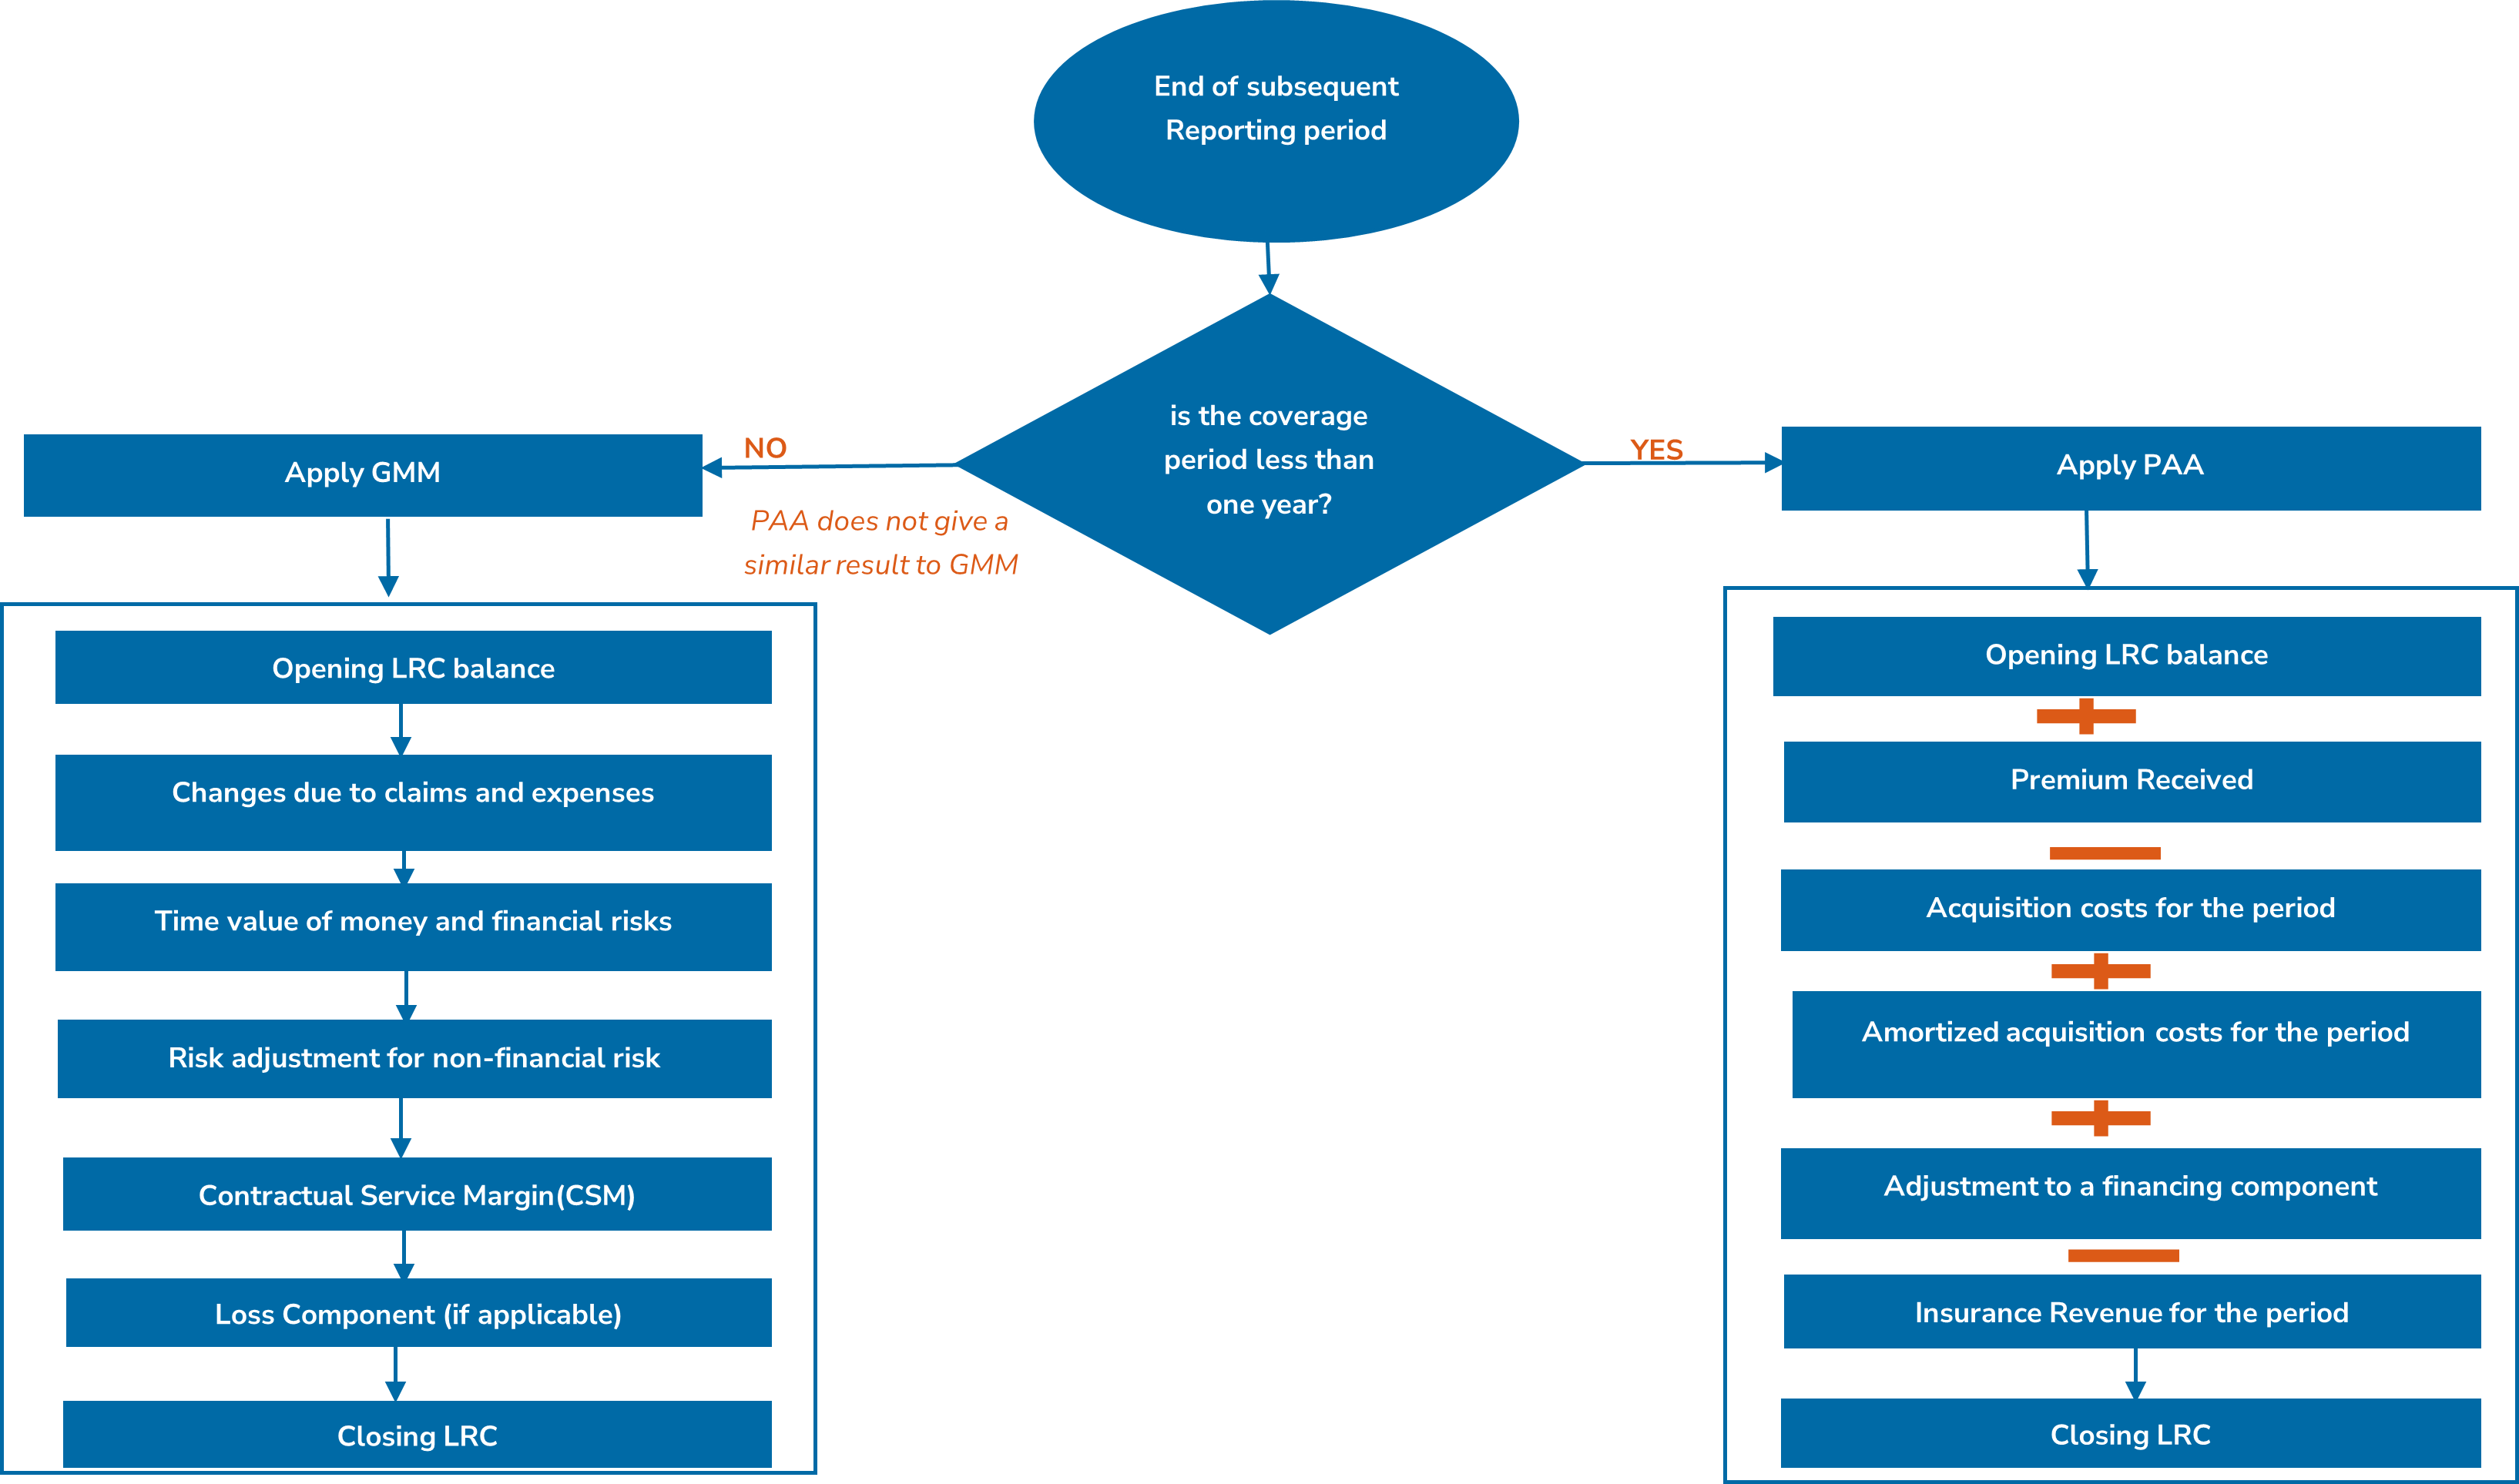 End of subsequent
Reporting period
is the coverage
period less than
one year?
NO
PAA does not give a
similar result to GMM
YES
Apply GMM
Opening LRC balance
Changes due to claims and expenses
Time value of money and financial risks
Risk adjustment for non-financial risk
Contractual Service Margin(CSM)
Loss Component (if applicable)
Closing LRC
Apply PAA
Opening LRC balance
Premium Received
Acquisition costs for the period
Amortized acquisition costs for the period
Adjustment to a financing component
Insurance Revenue for the period
Closing LRC